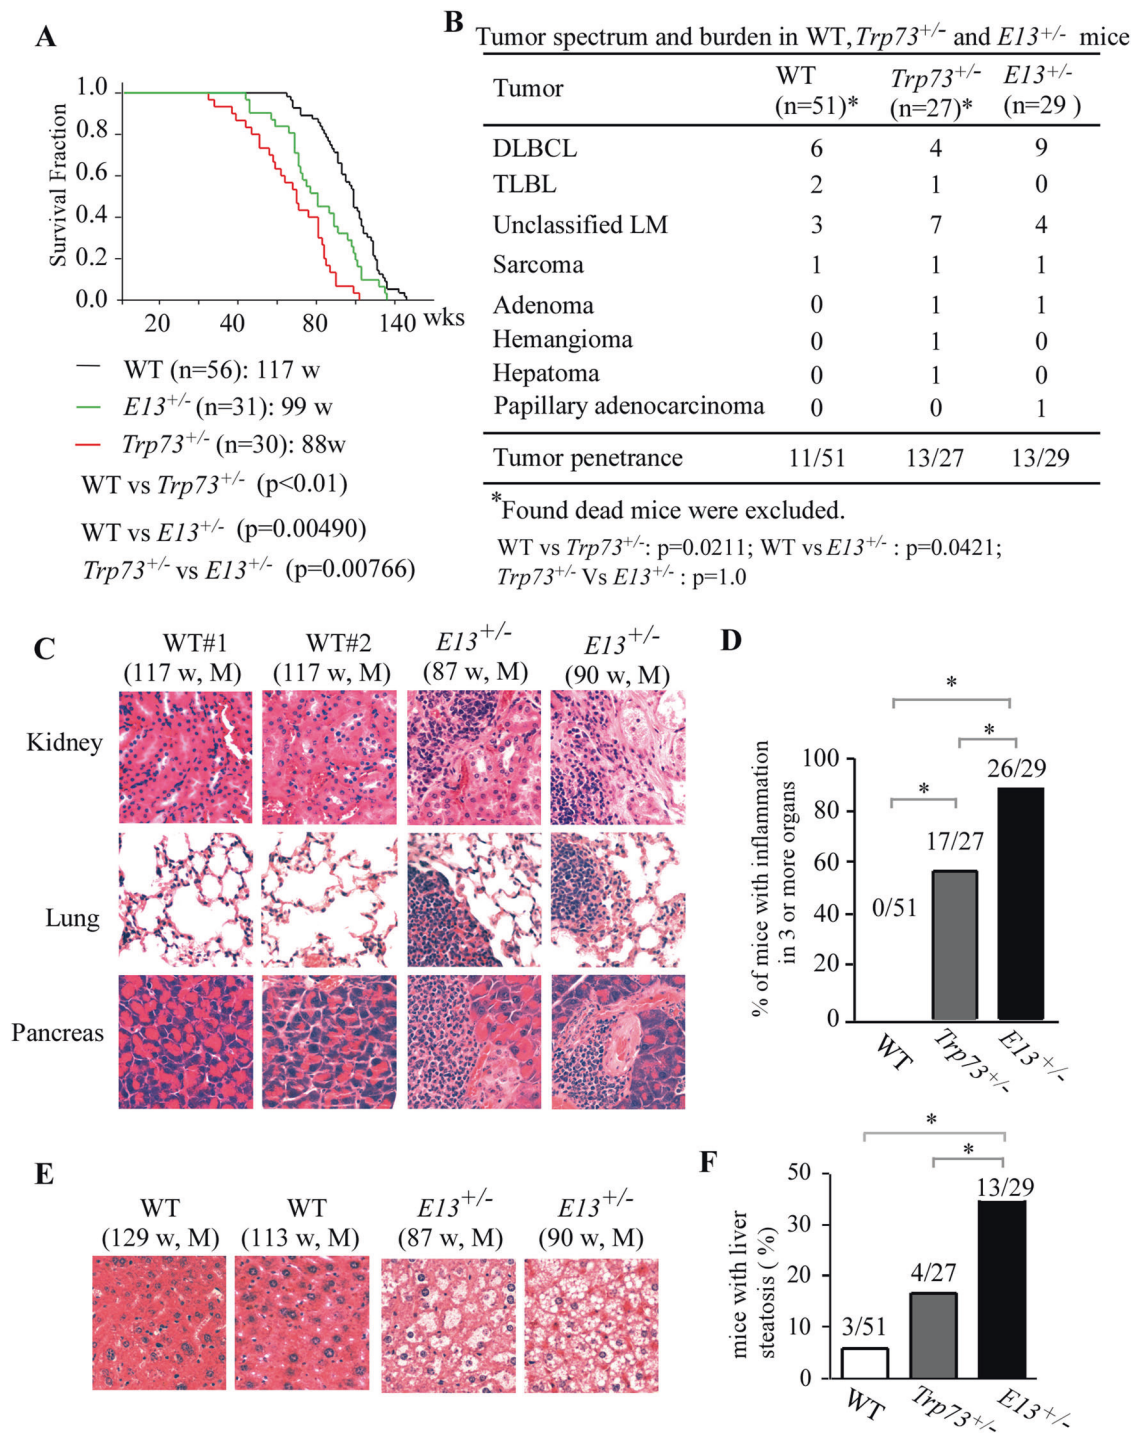 A
1.0
0.8
0.6
0.4
0.2
0.0
Survival Fraction
20 40 80 140 wks
WT (n=56): 117 w
E13+/- (n=31): 99 w
Trp73+/- (n=30): 88w
WT vs Trp73+/- (p<0.01)
WT vs E13+/- (p=0.00490)
Trp73+/- vs E13+/- (p=0.00766)
B
Tumor spectrum and burden in WT, Trp73+/- and E13+/- mice
Tumor WT (n=51)* Trp73+/- (n=27)* E13+/- (n=29 )
DLBCL 6 4 9
TLBL 2 1 0
Unclassified LM 3 7 4
Sarcoma 1 1 1
Adenoma 0 1 1
Hemangioma 0 1 0
Hepatoma 0 1 0
Papillary adenocarcinoma 0 0 1
Tumor penetrance 11/51 13/27 13/29
*Found dead mice were excluded.
WT vs Trp73+/-: p=0.0211; WT vs E13+/- : p=0.0421;
Trp73+/- Vs E13+/- : p=1.0
C
WT#1 WT#2 E13+/- E13+/-
(117 w, M) (117 w, M) (87 w, M) (90 w, M)
Kidney
Lung
Pancreas
D
% of mice with inflammation
in 3 or more organs
100
80
60
40
20
0
*
*
*
0/51
17/27
26/29
WT Trp73+/- E13+/-
E
WT WT E13+/- E13+/-
(129 w, M) (113 w, M) (87 w, M) (90 w, M)
F
mice with liver
steatosis ( %)
50
30
20
10
0
*
*
3/51
4/27
13/29
WT Trp73+/- E13+/-